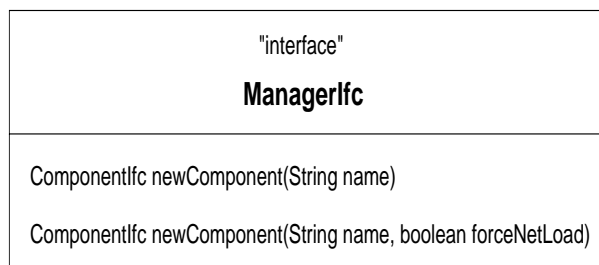 "interface"
ManagerIfc
ComponentIfc newComponent(String name)
ComponentIfc newComponent(String name, boolean forceNetLoad)